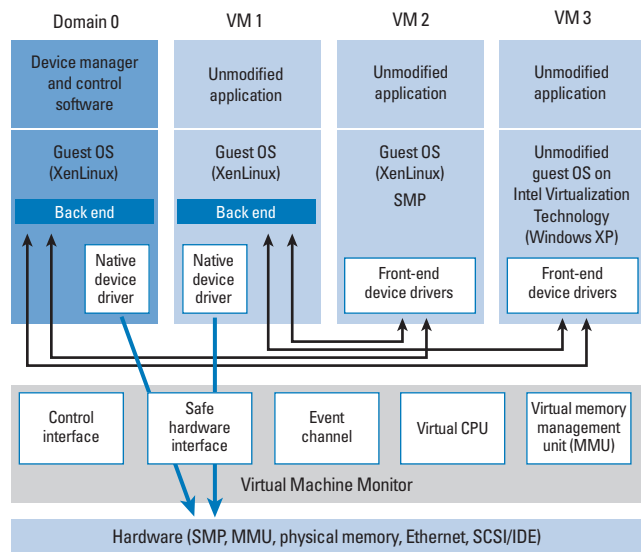 Domain 0
VM 1
VM 2
VM 3
Device manager
and control
software
Unmodified
application
Unmodified
application
Unmodified
application
Guest OS
(XenLinux)
Back end
Native
device
driver
Guest OS
(XenLinux)
Back end
Native
device
driver
Guest OS
(XenLinux)
SMP
Front-end
device drivers
Unmodified
guest OS on
Intel Virtualization
Technology
(Windows XP)
Front-end
device drivers
Control
interface
Safe
hardware
interface
Event
channel
Virtual CPU
Virtual memory
management
unit (MMU)
Virtual Machine Monitor
Hardware (SMP, MMU, physical memory, Ethernet, SCSI/IDE)